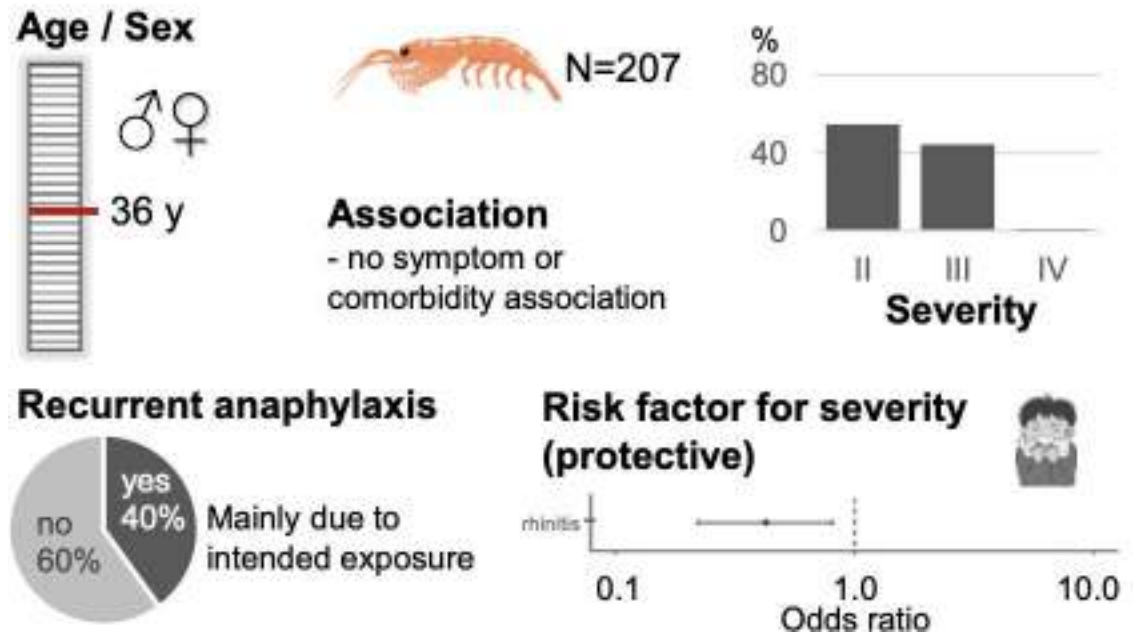 Age / Sex
36 y
N=207
Association
- no symptom or
comorbidity association
%
80
40
0
II
III
IV
Severity
Recurrent anaphylaxis
yes
40%
no
60%
Mainly due to
intended exposure
Risk factor for severity
(protective)
rhinitis
0.1
1.0
10.0
Odds ratio